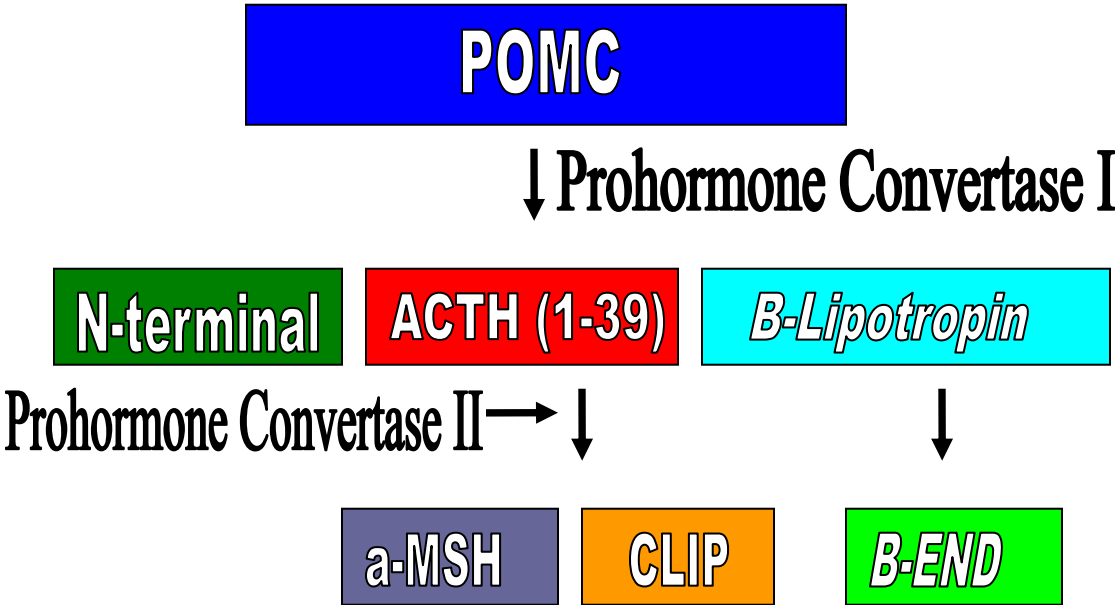 POMC
Prohormone Convertase I
N-terminal
ACTH (1-39)
B-Lipotropin
Prohormone Convertase II
a-MSH
CLIP
B-END